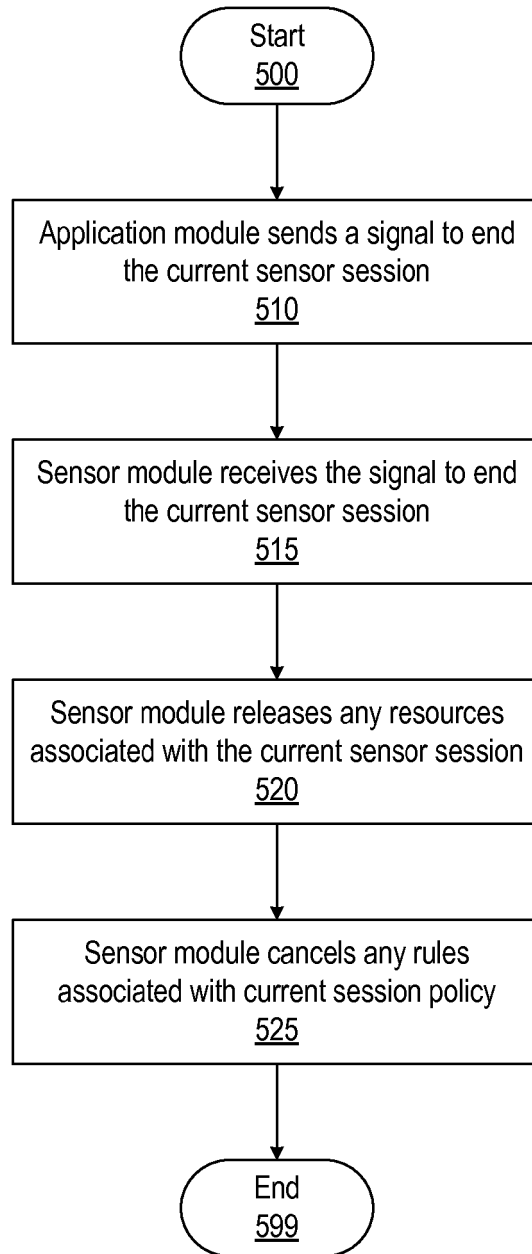 Start
500
Application module sends a signal to end
the current sensor session
510
Sensor module receives the signal to end
the current sensor session
515
Sensor module releases any resources
associated with the current sensor session
520
Sensor module cancels any rules
associated with current session policy
525
End
599